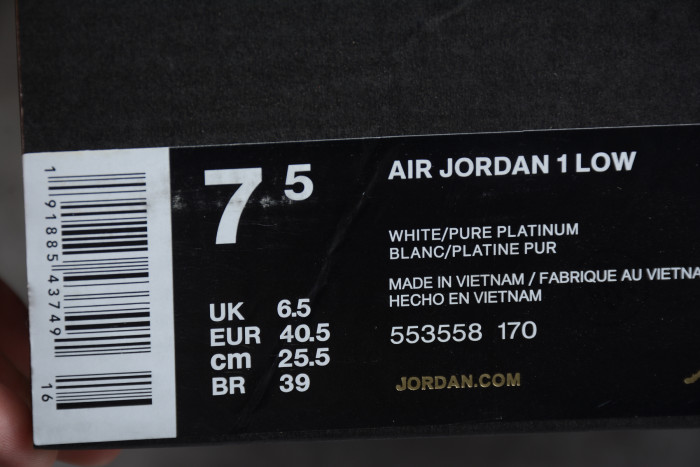 1 91885 43749
16
7 5
UK 6.5
EUR 40.5
cm 25.5
BR 39
AIR JORDAN 1 LOW
WHITE/PURE PLATINUM
BLANC/PLATINE PUR
MADE IN VIETNAM / FABRIQUE AU VIETNA
HECHO EN VIETNAM
553558 170
JORDAN.COM